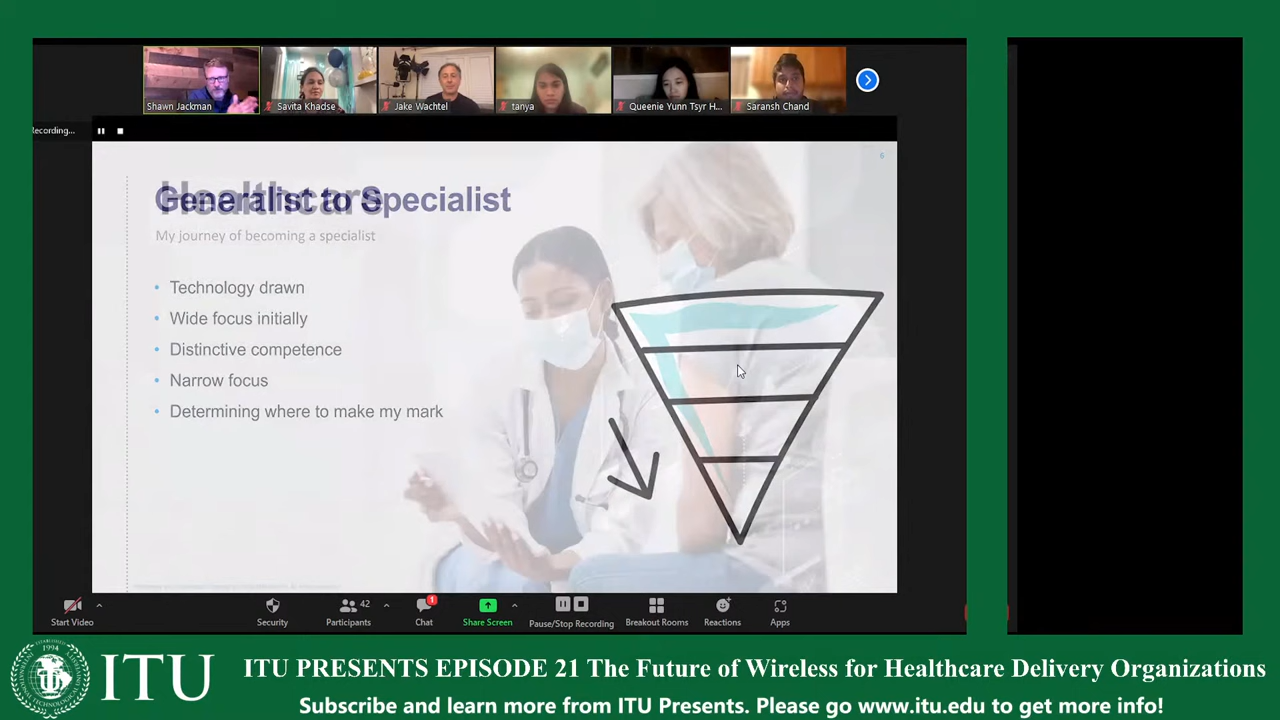 Shawn Jackman
Savita Khadse
Jake Wachtel
tanya
Queenie Yunn Tsyr H...
Saransh Chand
ecording...
6
Healthcare
Generalist to Specialist
My journey of becoming a specialist
• Technology drawn
• Wide focus initially
• Distinctive competence
• Narrow focus
• Determining where to make my mark
Start Video
Security
42
Participants
1
Chat
Share Screen
Pause/Stop Recording
Breakout Rooms
Reactions
Apps
1994
ITU
ITU PRESENTS EPISODE 21 The Future of Wireless for Healthcare Delivery Organizations
Subscribe and learn more from ITU Presents. Please go www.itu.edu to get more info!